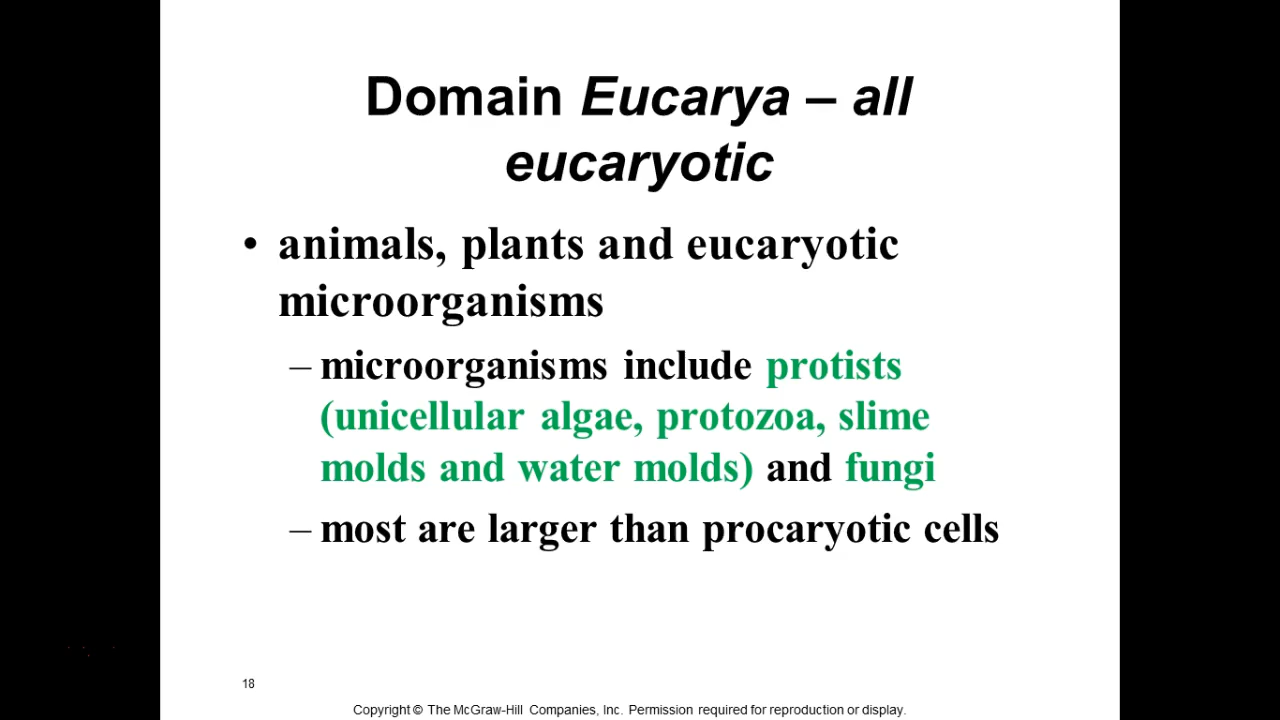 Domain Eucarya – all
eucaryotic
• animals, plants and eucaryotic
microorganisms
– microorganisms include protists
(unicellular algae, protozoa, slime
molds and water molds) and fungi
– most are larger than procaryotic cells
18
Copyright © The McGraw-Hill Companies, Inc. Permission required for reproduction or display.